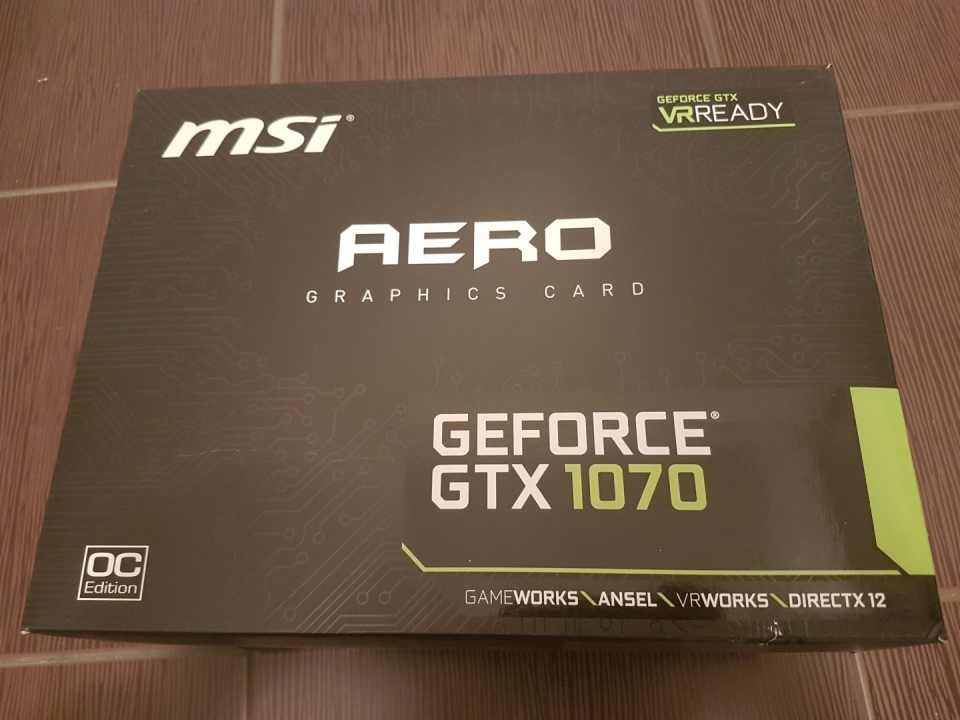 msi®
GEFORCE GTX
VRREADY
AERO
GRAPHICS CARD
GEFORCE®
GTX 1070
OC
Edition
GAMEWORKS\ANSEL\VRWORKS\DIRECTX 12